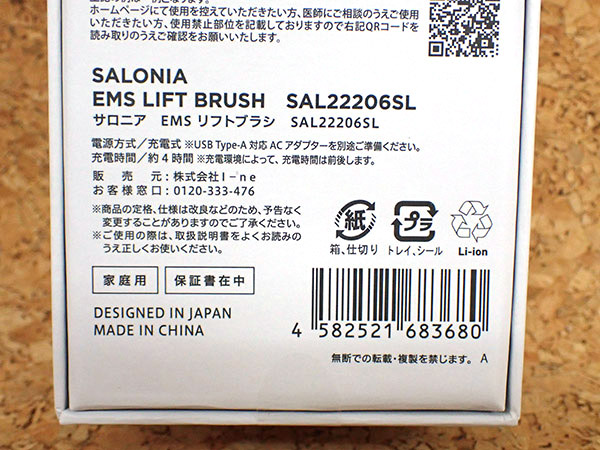 ホームページにて使用を控えていただきたい方、医師にご相談のうえご使用
いただきたい方、使用禁止部位を記載しておりますので右記QRコードを
読み取りのうえご確認をお願いいたします。
SALONIA
EMS LIFT BRUSH SAL22206SL
サロニア EMS リフトブラシ SAL22206SL
電源方式/充電式 ※USB Type-A 対応 AC アダプターを別途ご準備ください。
充電時間/約 4 時間 ※充電環境によって、充電時間は前後します。
販売元:株式会社I-ne
お客様窓口:0120-333-476
※商品の定格、仕様は改良などのため、予告なく
変更することがありますのでご了承ください。
※ご使用の際は、取扱説明書をよくお読みの
うえ正しくお使いください。
紙
プラ
箱、仕切り
トレイ、シール
Li-ion
家庭用
保証書在中
DESIGNED IN JAPAN
MADE IN CHINA
4 582521 683680
無断での転載・複製を禁じます。 A